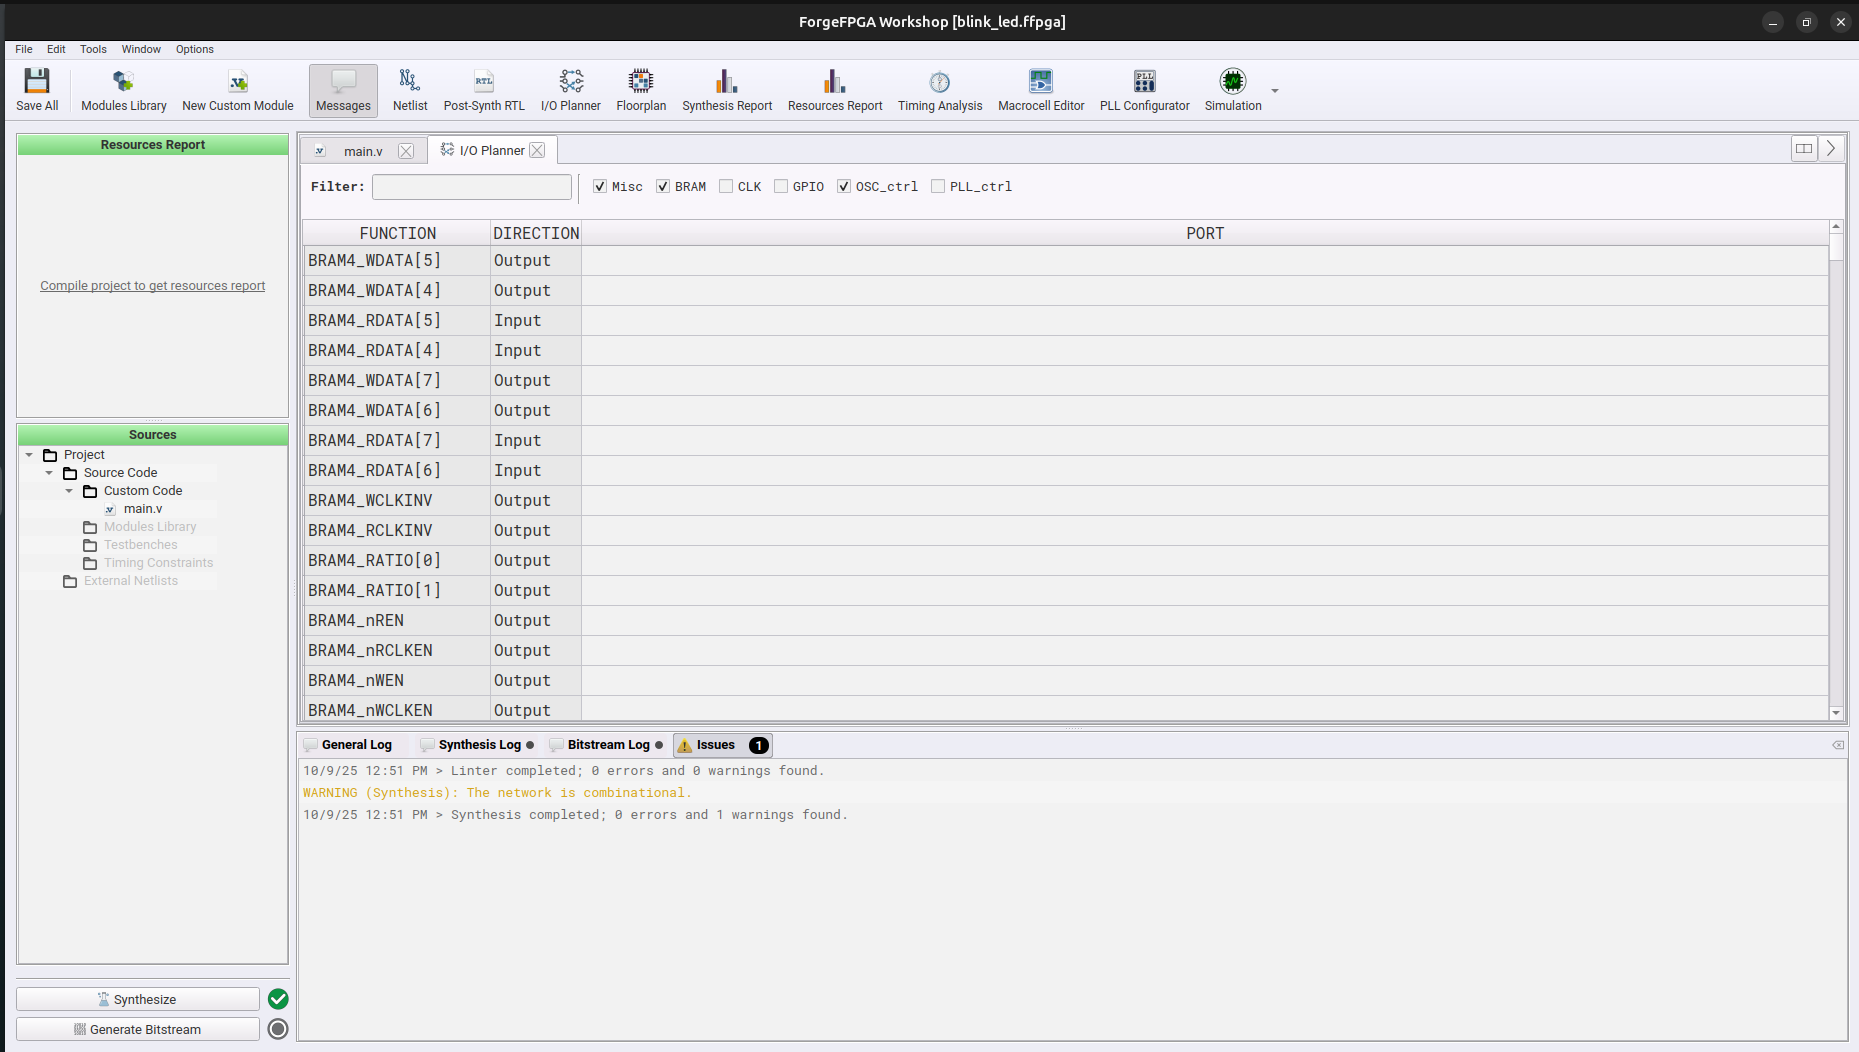 ForgeFPGA Workshop [blink_led.ffpga]
File Edit Tools Window Options
Save All Modules Library New Custom Module Messages Netlist Post-Synth RTL I/O Planner Floorplan Synthesis Report Resources Report Timing Analysis Macrocell Editor PLL Configurator Simulation
Resources Report
Compile project to get resources report
Sources
Project
Source Code
Custom Code
main.v
Modules Library
Testbenches
Timing Constraints
External Netlists
Synthesize
Generate Bitstream
main.v I/O Planner
Filter: Misc BRAM CLK GPIO OSC_ctrl PLL_ctrl
FUNCTION DIRECTION PORT
BRAM4_WDATA[5] Output
BRAM4_WDATA[4] Output
BRAM4_RDATA[5] Input
BRAM4_RDATA[4] Input
BRAM4_WDATA[7] Output
BRAM4_WDATA[6] Output
BRAM4_RDATA[7] Input
BRAM4_RDATA[6] Input
BRAM4_WCLKINV Output
BRAM4_RCLKINV Output
BRAM4_RATIO[0] Output
BRAM4_RATIO[1] Output
BRAM4_nREN Output
BRAM4_nRCLKEN Output
BRAM4_nWEN Output
BRAM4_nWCLKEN Output
General Log Synthesis Log Bitstream Log Issues 1
10/9/25 12:51 PM > Linter completed; 0 errors and 0 warnings found.
WARNING (Synthesis): The network is combinational.
10/9/25 12:51 PM > Synthesis completed; 0 errors and 1 warnings found.